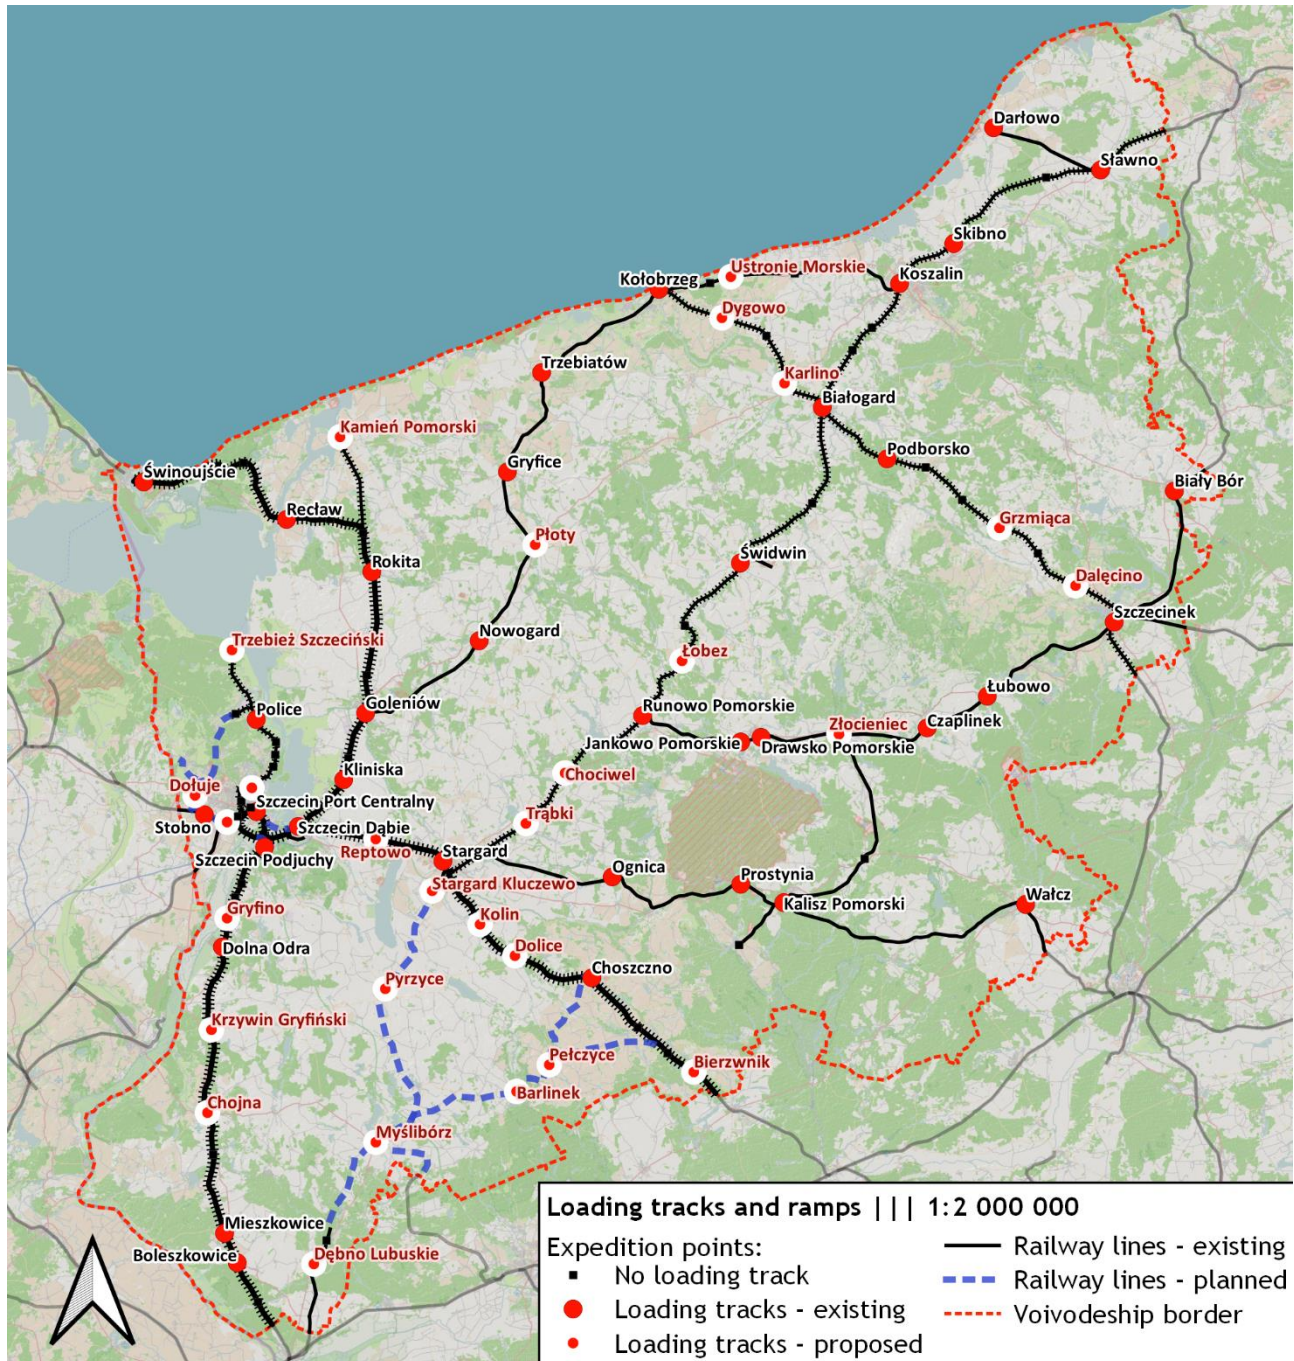 Darłowo
Sławno
Skibno
Ustronie Morskie
Koszalin
Kołobrzeg
Dygowo
Trzebiatów
Karlino
Białogard
Kamień Pomorski
Podborsko
Gryfice
Świnoujście
Biały Bór
Recław
Grzmiąca
Płoty
Rokita
Świdwin
Dalęcino
Szczecinek
Nowogard
Trzebież Szczeciński
Łobez
Łubowo
Police
Goleniów
Runowo Pomorskie
Złocieniec
Czaplinek
Jankowo Pomorskie
Drawsko Pomorskie
Kliniska
Chociwel
Dołuje
Szczecin Port Centralny
Trąbki
Stobno
Szczecin Dąbie
Reptowo
Stargard
Szczecin Podjuchy
Ognica
Prostynia
Stargard Kluczewo
Kalisz Pomorski
Wałcz
Gryfino
Kolin
Dolna Odra
Dolice
Choszczno
Pyrzyce
Krzywin Gryfiński
Pełczyce
Bierzwnik
Barlinek
Chojna
Myślibórz
Mieszkowice
Boleszkowice
Dębno Lubuskie
Loading tracks and ramps ||| 1:2 000 000
Expedition points:
No loading track
Loading tracks - existing
Loading tracks - proposed
Railway lines - existing
Railway lines - planned
Voivodeship border